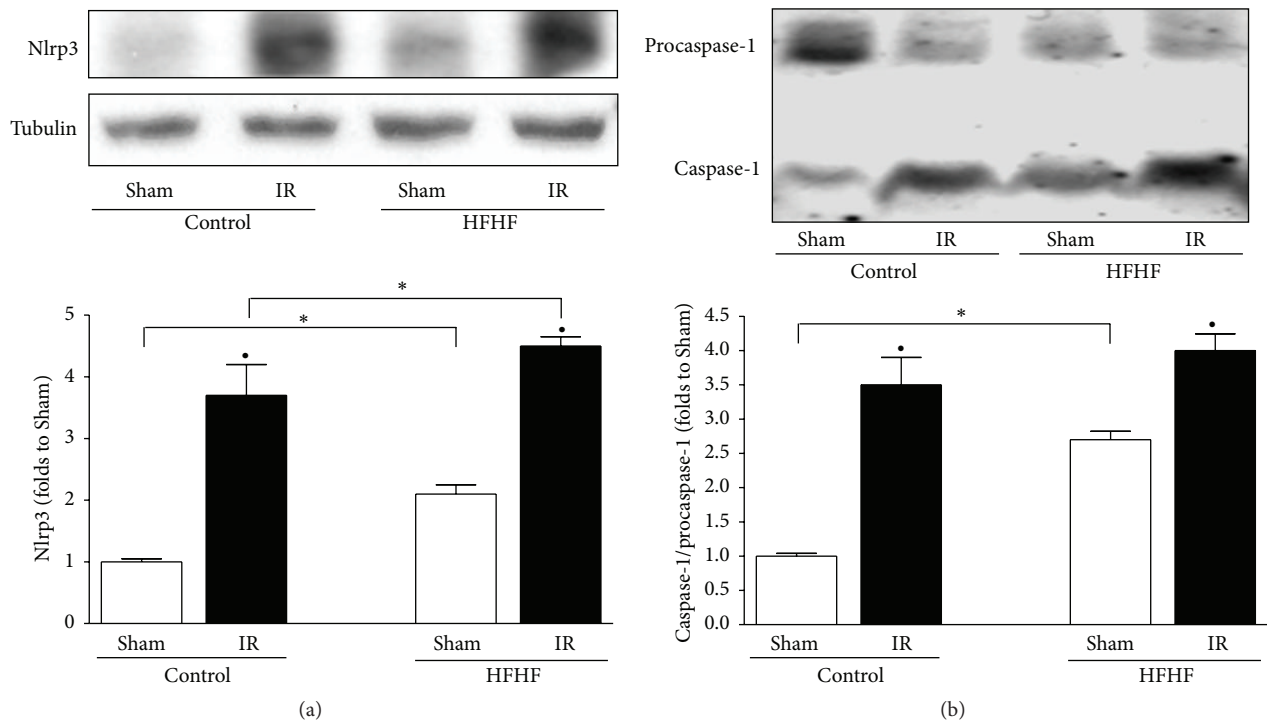 Nlrp3
Tubulin
Sham IR Sham IR
Control HFHF
Procaspase-1
Caspase-1
Sham IR Sham IR
Control HFHF
Nlrp3 (folds to Sham)
5
4
3
2
1
0
*
*
Sham IR Sham IR
Control HFHF
(a)
Caspase-1/procaspase-1 (folds to Sham)
4.5
4.0
3.5
3.0
2.5
2.0
1.5
1.0
0.5
0.0
*
Sham IR Sham IR
Control HFHF
(b)